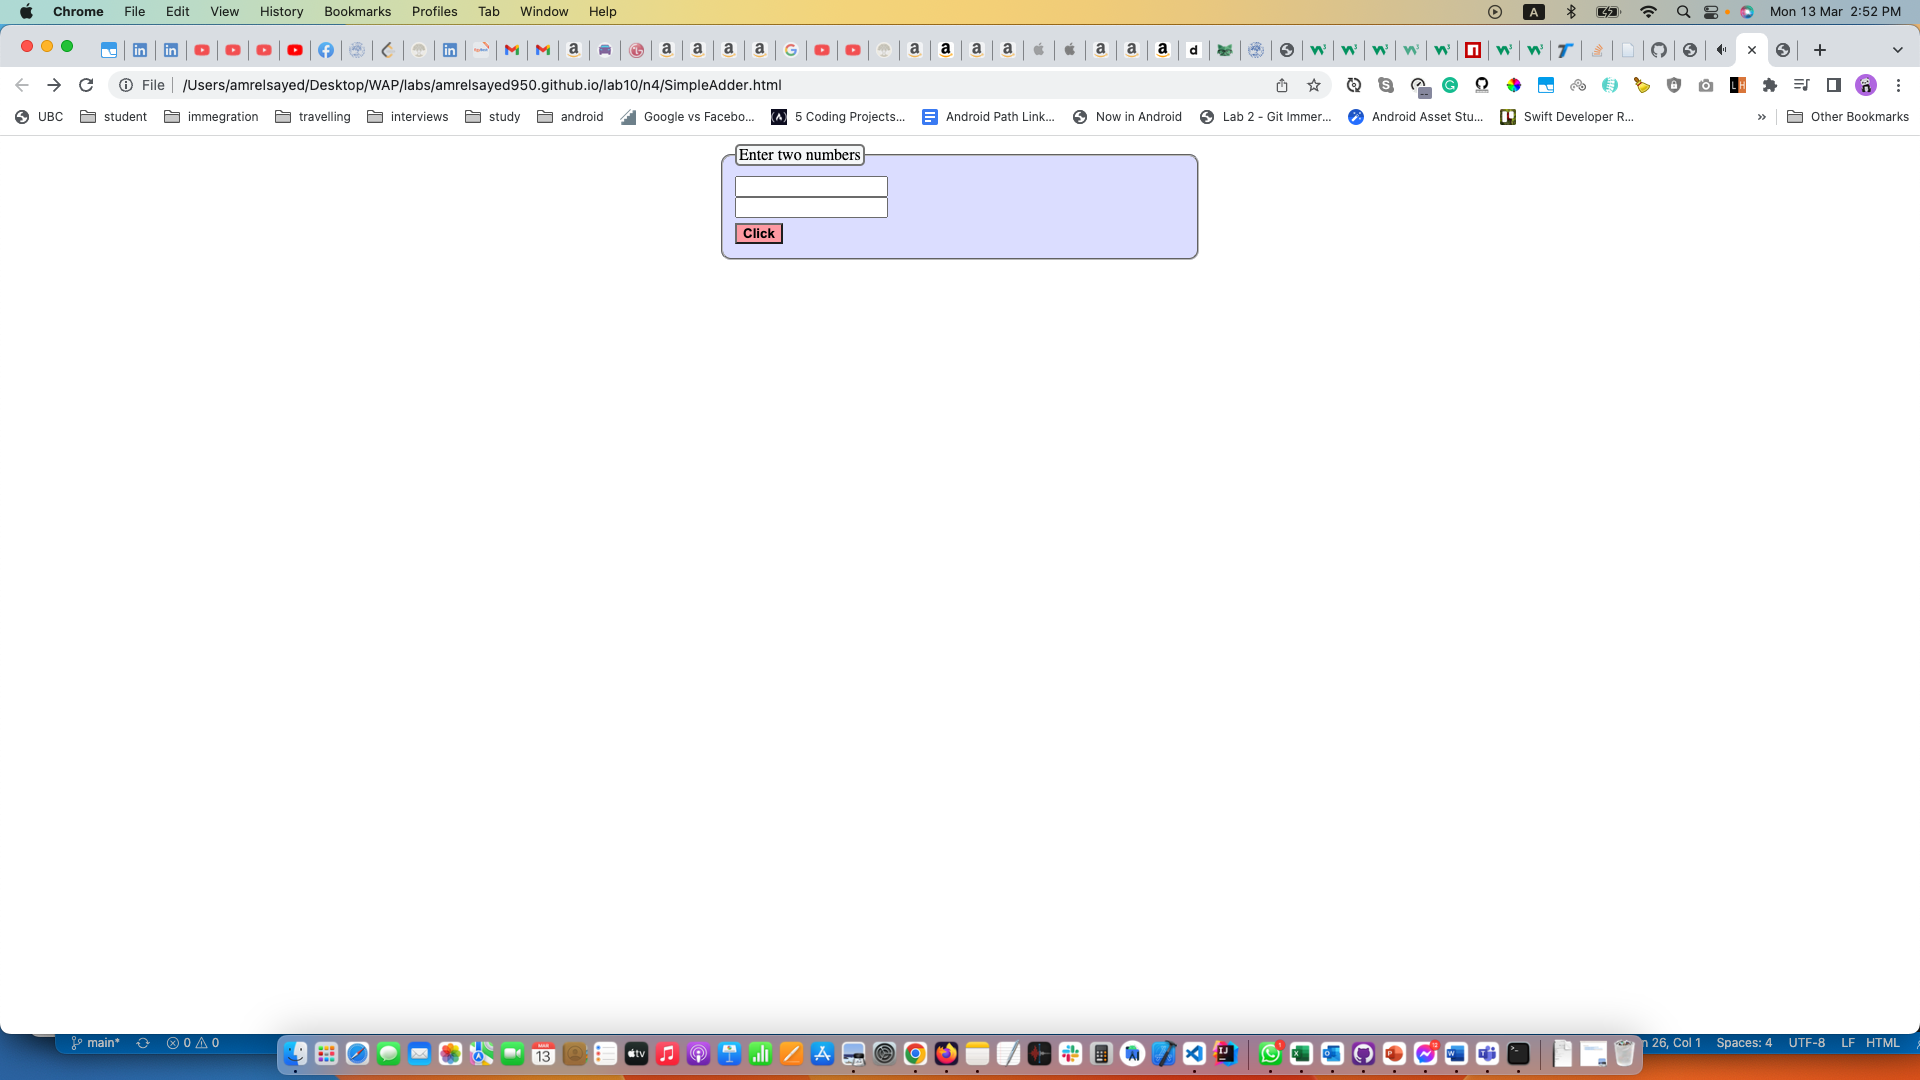 Chrome File Edit View History Bookmarks Profiles Tab Window Help A Mon 13 Mar 2:52 PM
File /Users/amrelsayed/Desktop/WAP/labs/amrelsayed950.github.io/lab10/n4/SimpleAdder.html
UBC student immegration travelling interviews study android Google vs Facebo... 5 Coding Projects... Android Path Link... Now in Android Lab 2 - Git Immer... Android Asset Stu... Swift Developer R... » Other Bookmarks
Enter two numbers
Click
main* 0 0 26, Col 1 Spaces: 4 UTF-8 LF HTML
MAR
13
tv